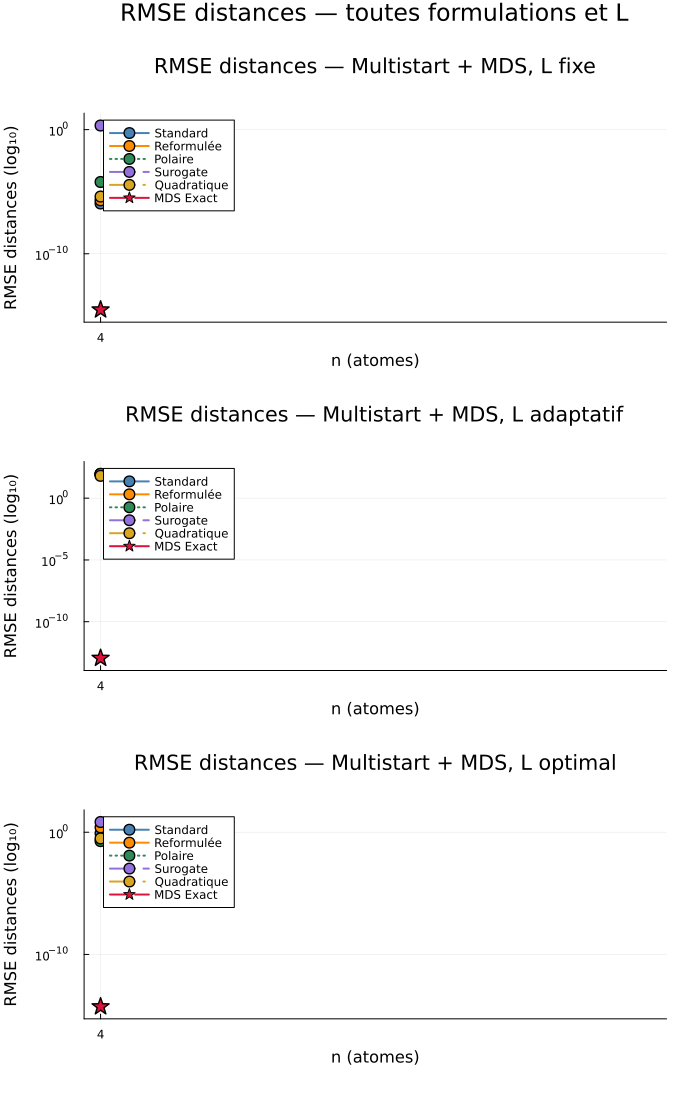 RMSE distances — toutes formulations et L
RMSE distances — Multistart + MDS, L fixe
RMSE distances (log₁₀)
10⁰
10⁻¹⁰
Standard
Reformulée
Polaire
Surogate
Quadratique
MDS Exact
4
n (atomes)
RMSE distances — Multistart + MDS, L adaptatif
RMSE distances (log₁₀)
10⁰
10⁻⁵
10⁻¹⁰
Standard
Reformulée
Polaire
Surogate
Quadratique
MDS Exact
4
n (atomes)
RMSE distances — Multistart + MDS, L optimal
RMSE distances (log₁₀)
10⁰
10⁻¹⁰
Standard
Reformulée
Polaire
Surogate
Quadratique
MDS Exact
4
n (atomes)